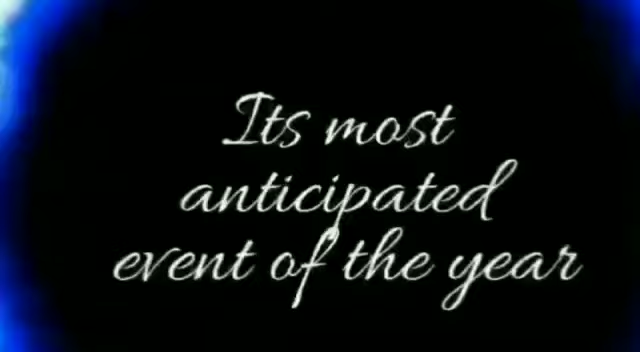 Its most
anticipated
event of the year